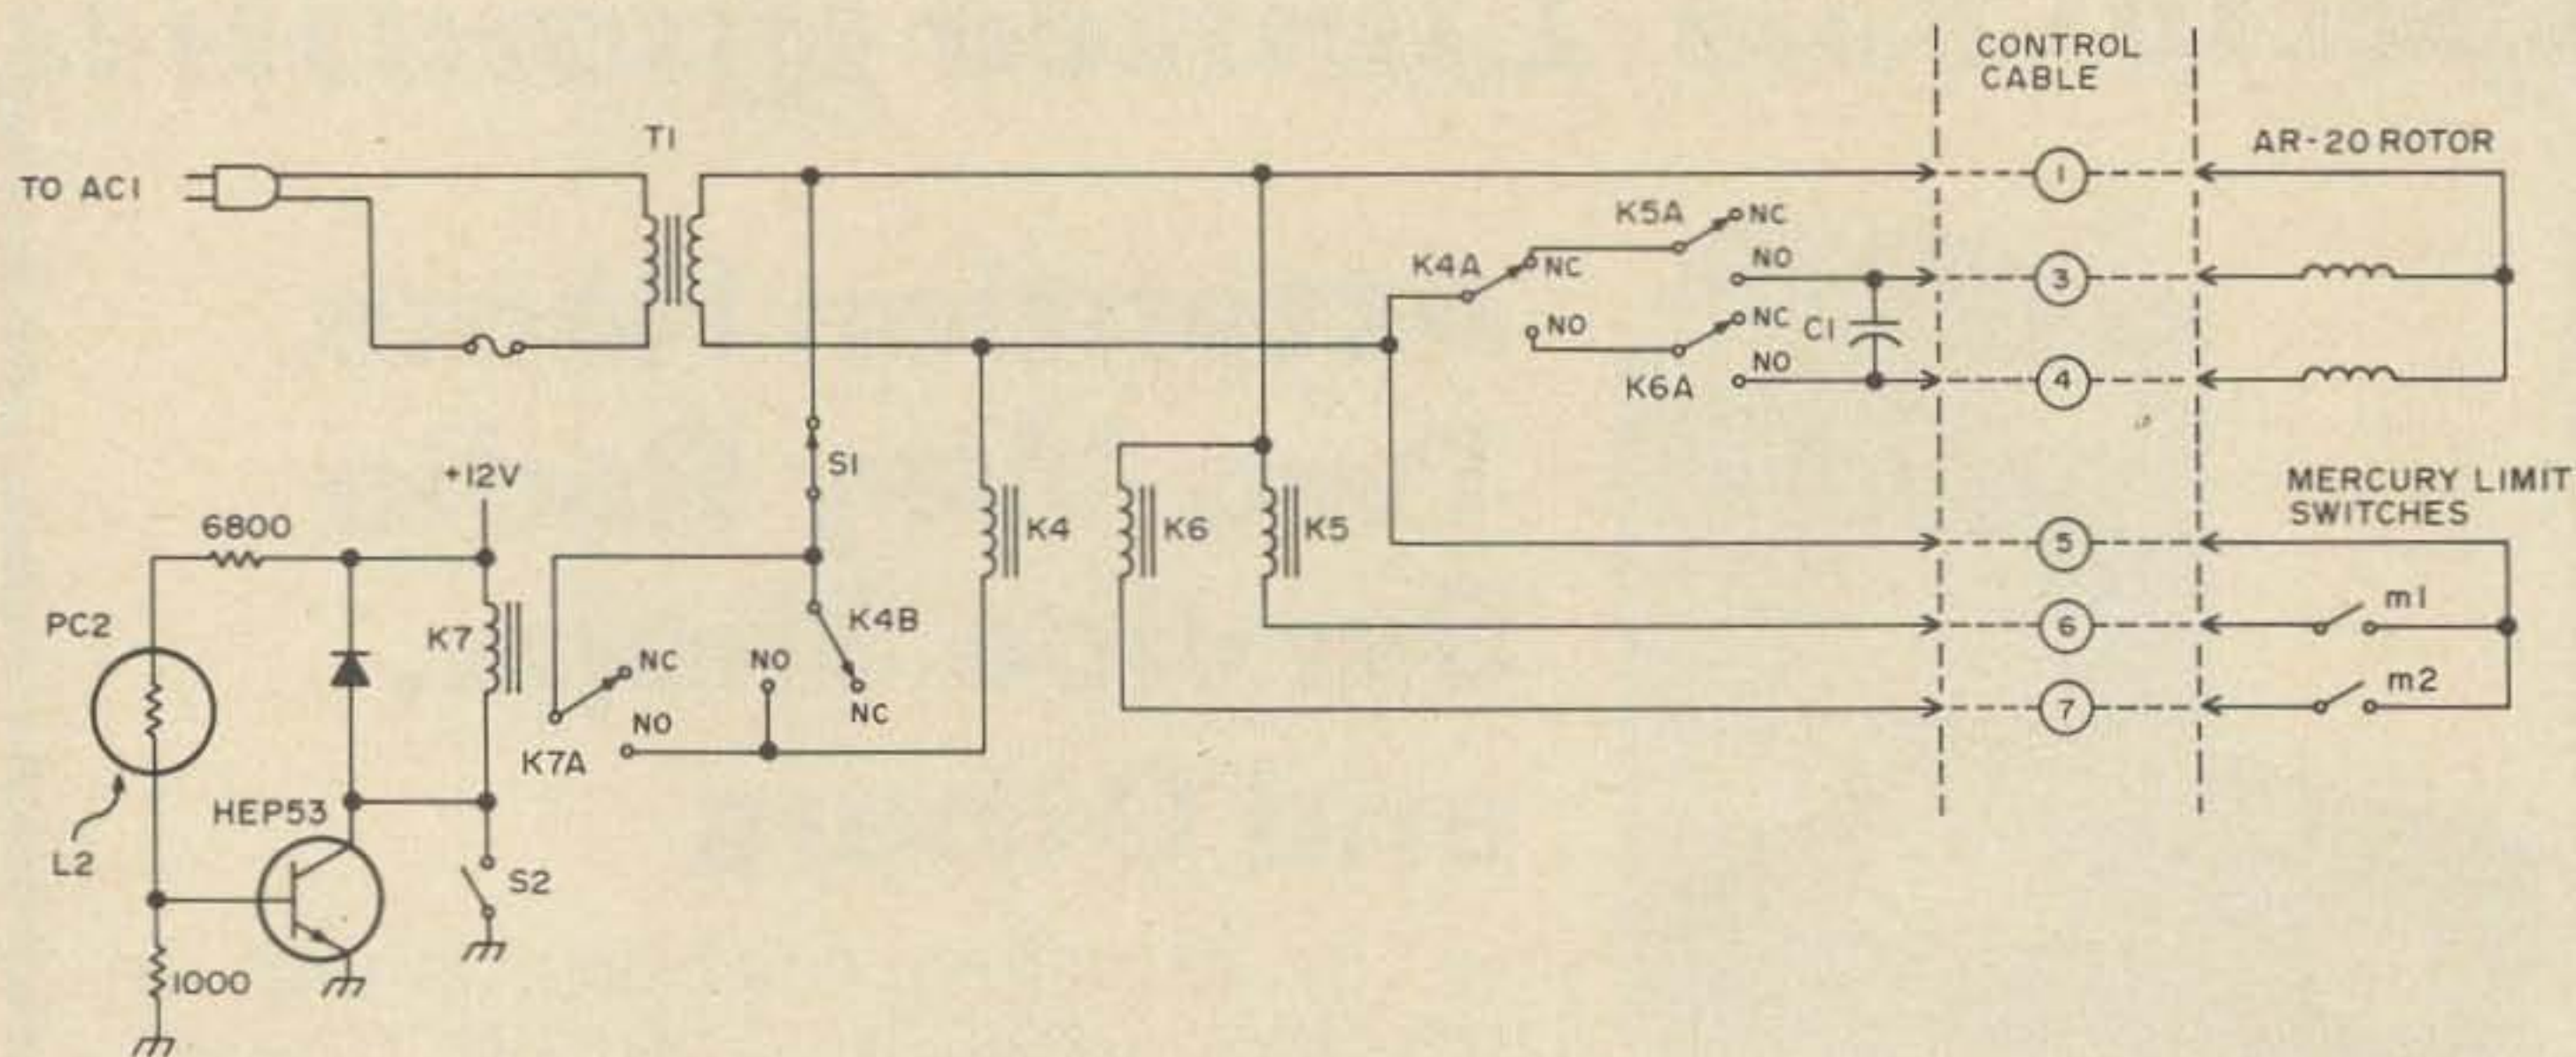 CONTROL
CABLE
T1
TO AC1
AR-20 ROTOR
1
K5A
NC
K4A
NC
NO
3
NO
NC
C1
K6A
NO
4
S1
+12V
MERCURY LIMIT
SWITCHES
6800
K4
K6
K5
5
PC2
K7
K4B
m1
6
NC
NO
m2
NC
NO
7
K7A
HEP53
L2
S2
1000